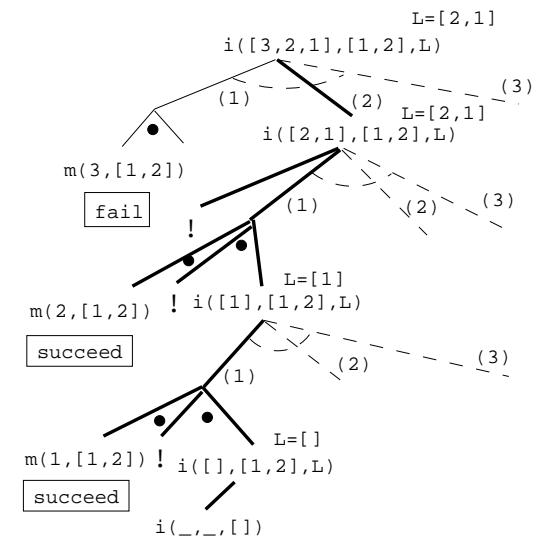 L=[2,1]
i([3,2,1],[1,2],L)
(1) (2) (3)
L=[2,1]
i([2,1],[1,2],L)
m(3,[1,2])
fail
! (1) (2) (3)
L=[1]
m(2,[1,2]) ! i([1],[1,2],L)
succeed
(1) (2) (3)
L=[]
m(1,[1,2]) ! i([],[1,2],L)
succeed
i(_,_,[])